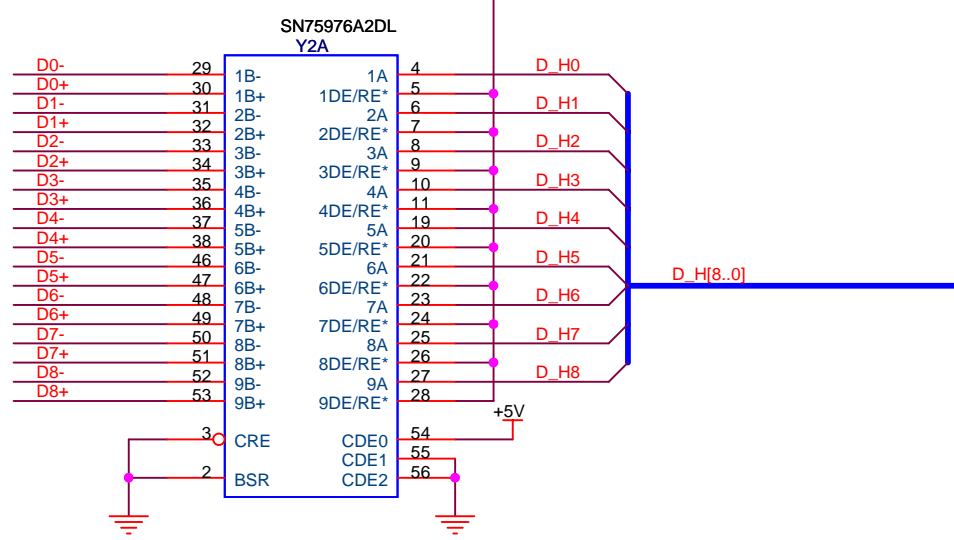 SN75976A2DL
Y2A
D0- 29 1B- 1A 4 D_H0
D0+ 30 1B+ 1DE/RE* 5
D1- 31 2B- 2A 6 D_H1
D1+ 32 2B+ 2DE/RE* 7
D2- 33 3B- 3A 8 D_H2
D2+ 34 3B+ 3DE/RE* 9
D3- 35 4B- 4A 10 D_H3
D3+ 36 4B+ 4DE/RE* 11
D4- 37 5B- 5A 19 D_H4
D4+ 38 5B+ 5DE/RE* 20
D5- 46 6B- 6A 21 D_H5
D5+ 47 6B+ 6DE/RE* 22 D_H[8..0]
D6- 48 7B- 7A 23 D_H6
D6+ 49 7B+ 7DE/RE* 24
D7- 50 8B- 8A 25 D_H7
D7+ 51 8B+ 8DE/RE* 26
D8- 52 9B- 9A 27 D_H8
D8+ 53 9B+ 9DE/RE* 28
+5V
3 CRE CDE0 54
CDE1 55
2 BSR CDE2 56